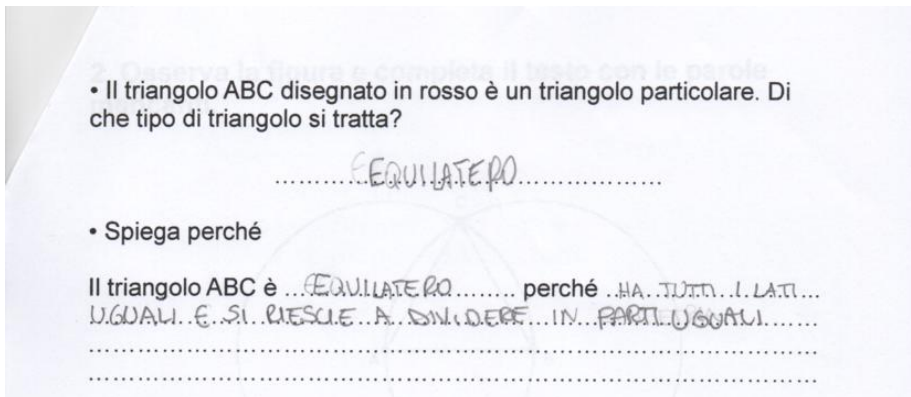 • Il triangolo ABC disegnato in rosso è un triangolo particolare. Di
che tipo di triangolo si tratta?
EQUILATERO
• Spiega perché
Il triangolo ABC è EQUILATERO perché HA TUTTI I LATI
UGUALI E SI RIESCIE A DIVIDERE IN PARTI UGUALI